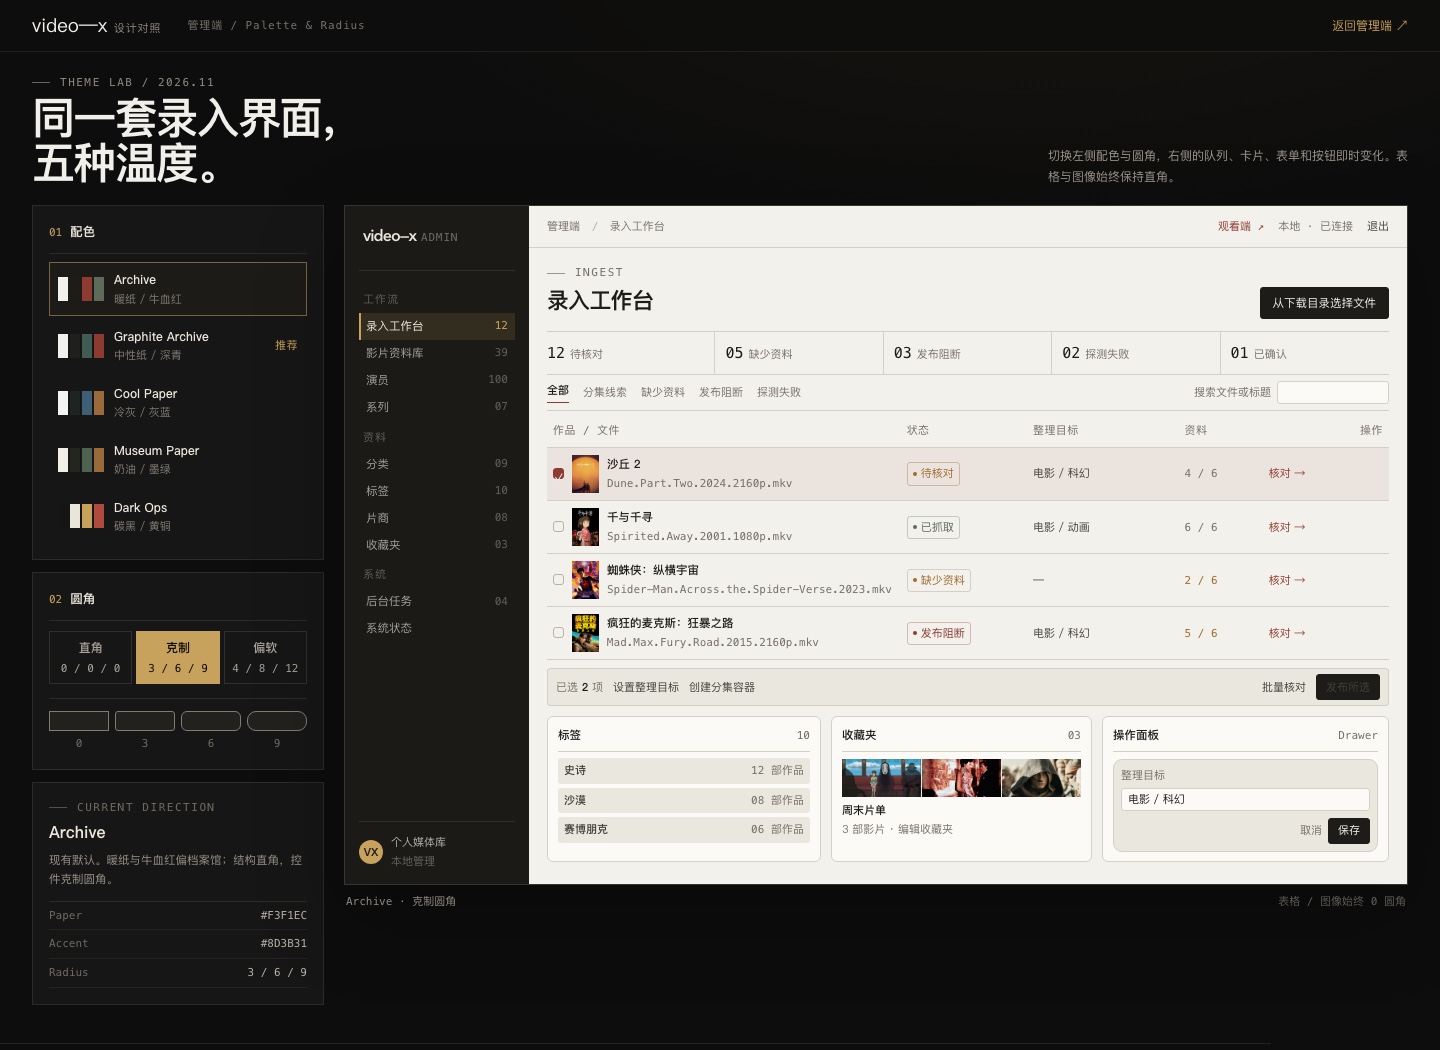 video—x 设计对照
管理端 / Palette & Radius
返回管理端 ↗
THEME LAB / 2026.11
同一套录入界面，
五种温度。
切换左侧配色与圆角，右侧的队列、卡片、表单和按钮即时变化。表
格与图像始终保持直角。
01 配色
Archive
暖纸 / 牛血红
Graphite Archive
中性纸 / 深青
推荐
Cool Paper
冷灰 / 灰蓝
Museum Paper
奶油 / 墨绿
Dark Ops
碳黑 / 黄铜
02 圆角
直角
0 / 0 / 0
克制
3 / 6 / 9
偏软
4 / 8 / 12
0 3 6 9
CURRENT DIRECTION
Archive
现有默认。暖纸与牛血红偏档案馆；结构直角，控
件克制圆角。
Paper #F3F1EC
Accent #8D3B31
Radius 3 / 6 / 9
video—x ADMIN
工作流
录入工作台 12
影片资料库 39
演员 100
系列 07
资料
分类 09
标签 10
片商 08
收藏夹 03
系统
后台任务 04
系统状态
VX
个人媒体库
本地管理
管理端 / 录入工作台
观看端 ↗ 本地 · 已连接 退出
INGEST
录入工作台
从下载目录选择文件
12 待核对
05 缺少资料
03 发布阻断
02 探测失败
01 已确认
全部 分集线索 缺少资料 发布阻断 探测失败
搜索文件或标题
作品 / 文件 状态 整理目标 资料 操作
沙丘 2
Dune.Part.Two.2024.2160p.mkv
待核对 电影 / 科幻 4 / 6 核对 →
千与千寻
Spirited.Away.2001.1080p.mkv
已抓取 电影 / 动画 6 / 6 核对 →
蜘蛛侠：纵横宇宙
Spider-Man.Across.the.Spider-Verse.2023.mkv
缺少资料 — 2 / 6 核对 →
疯狂的麦克斯：狂暴之路
Mad.Max.Fury.Road.2015.2160p.mkv
发布阻断 电影 / 科幻 5 / 6 核对 →
已选 2 项 设置整理目标 创建分集容器
批量核对 发布所选
标签 10
史诗 12 部作品
沙漠 08 部作品
赛博朋克 06 部作品
收藏夹 03
周末片单
3 部影片 · 编辑收藏夹
操作面板 Drawer
整理目标
电影 / 科幻
取消 保存
Archive · 克制圆角
表格 / 图像始终 0 圆角